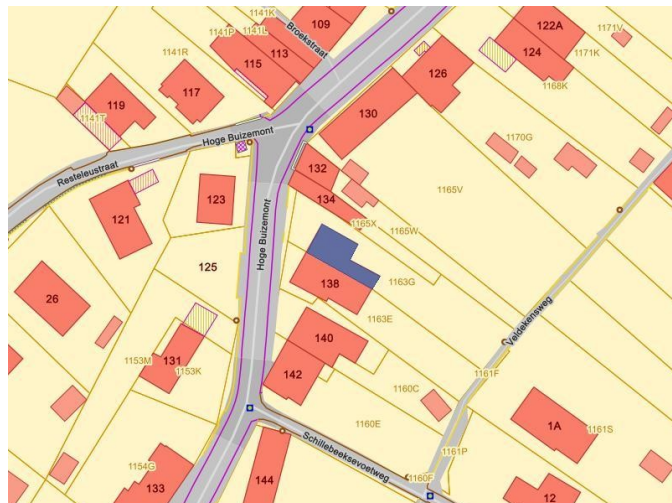 1141K
1141P
1141L
109
Broekstraat
122A
1171V
113
1141R
115
124
1171K
126
1168K
117
119
1141T
130
Hoge Buizemont
1170G
Resteleustraat
132
134
1165V
123
121
1165X
1165W
Hoge Buizemont
125
138
1163G
26
Veldekensweg
1163E
140
131
1153M
1153K
142
1161F
1160C
1160E
1A
1161S
Schillebeeksevoetweg
1161P
1154G
133
144
1160F
12